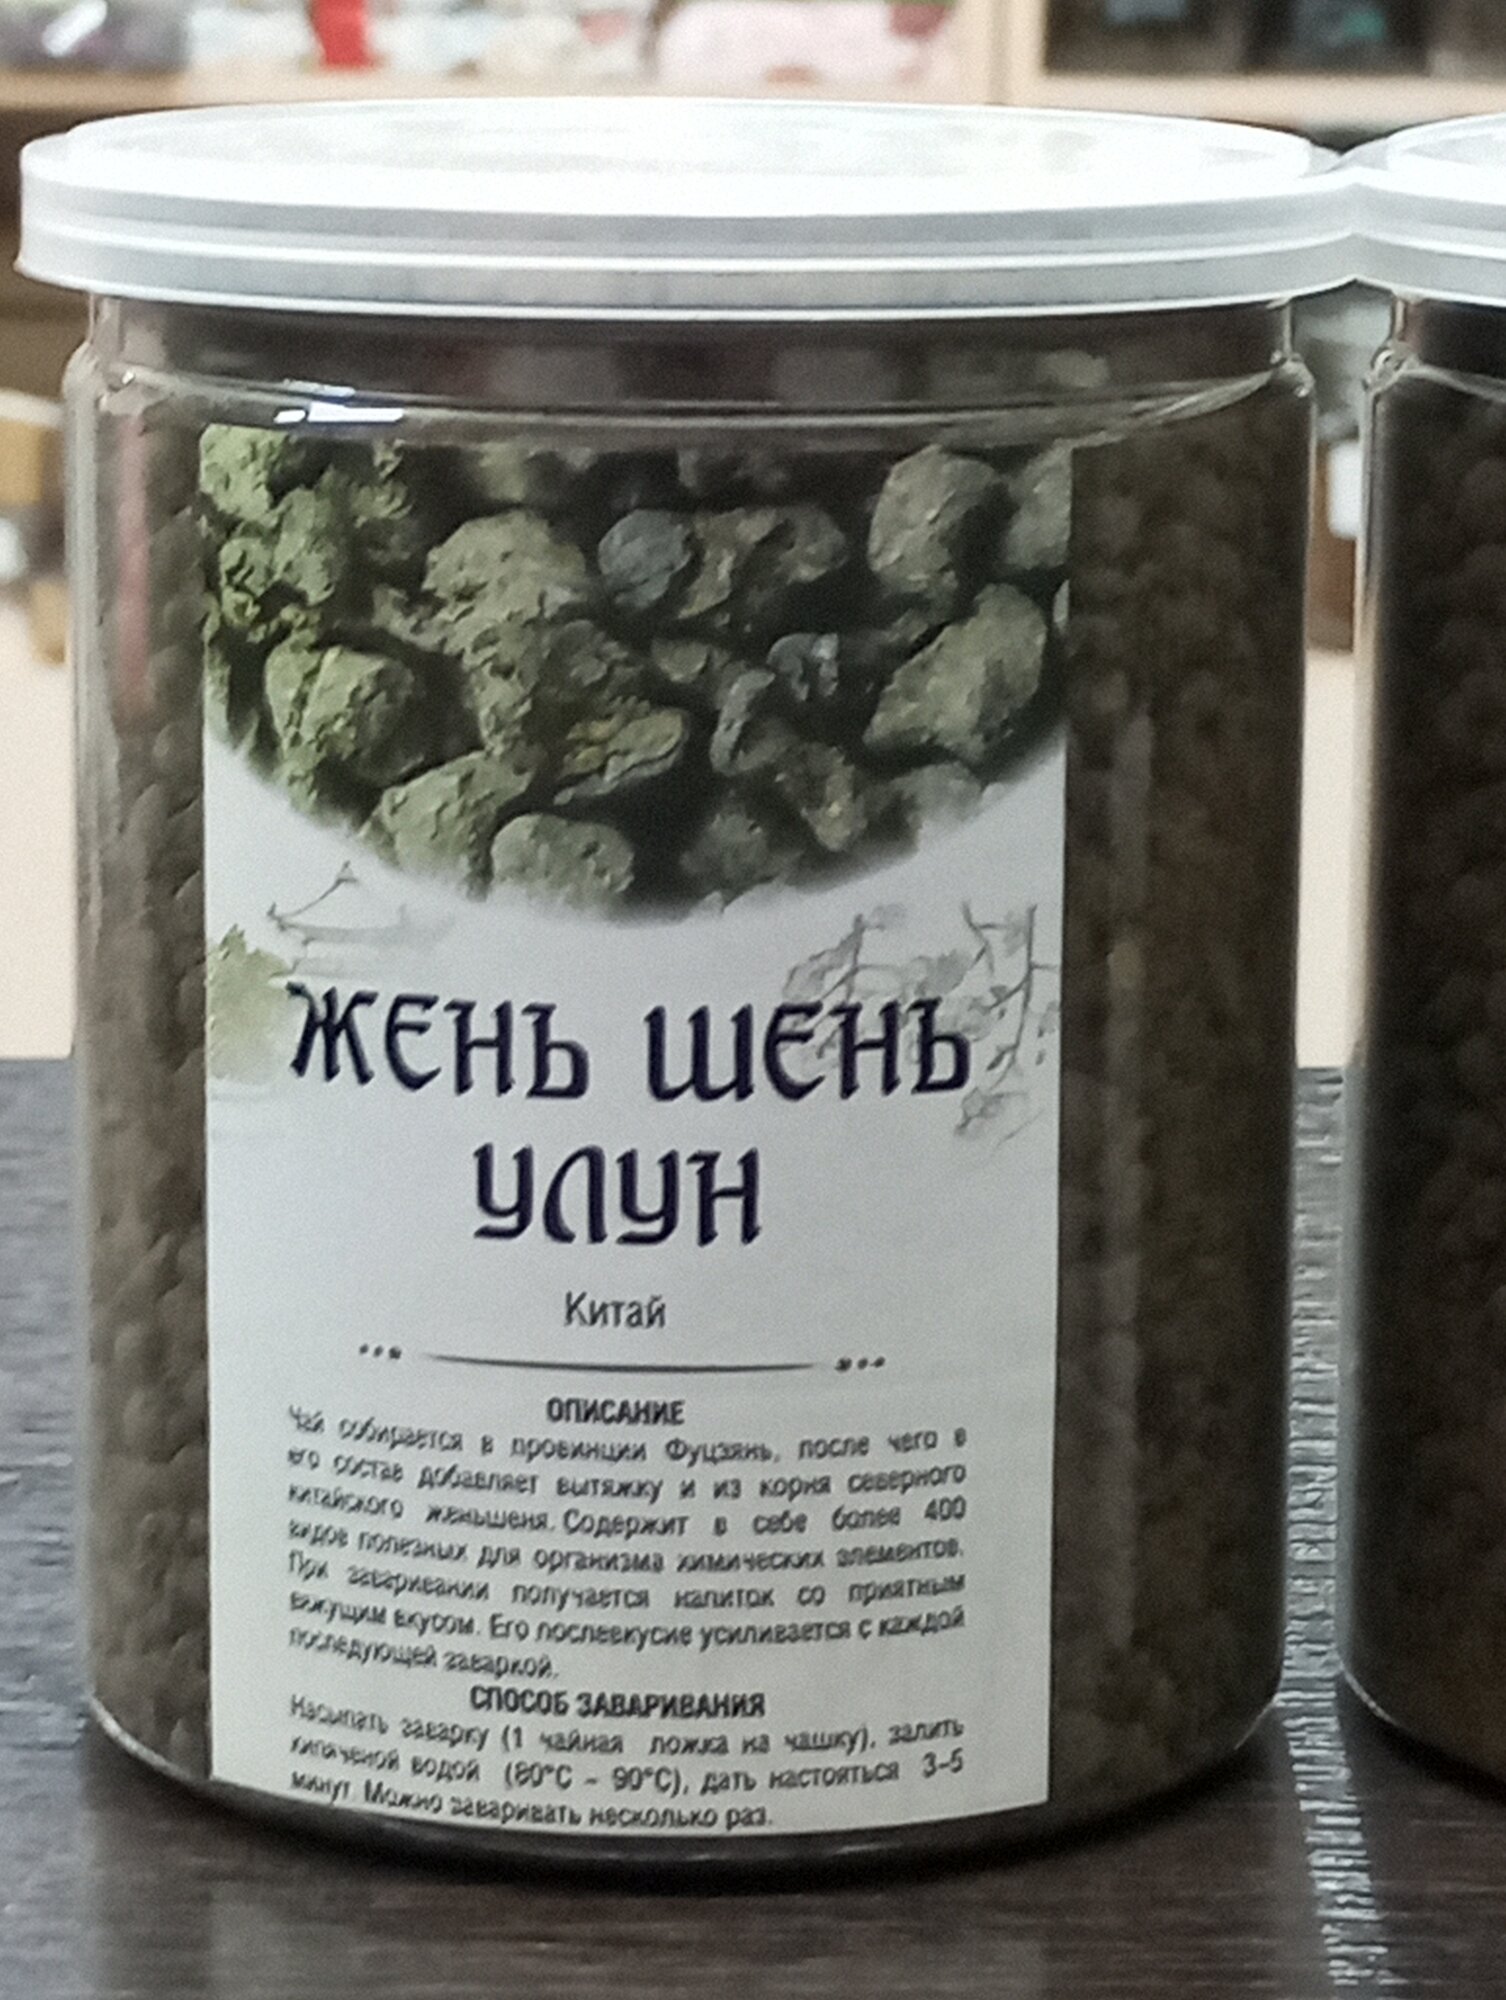 ЖЕНЬ ШЕНЬ
УЛУН
Китай
ОПИСАНИЕ
Чай собирается в провинции Фуцзянь, после чего в
его состав добавляет вытяжку и из корня северного
китайского женьшеня. Содержит в себе более 400
видов полезных для организма химических элементов.
При заваривании получается напиток со приятным
вяжущим вкусом. Его послевкусие усиливается с каждой
последующей заваркой.
СПОСОБ ЗАВАРИВАНИЯ
Насыпать заварку (1 чайная ложка на чашку), залить
кипяченой водой (80°C – 90°C), дать настояться 3–5
минут. Можно заваривать несколько раз.